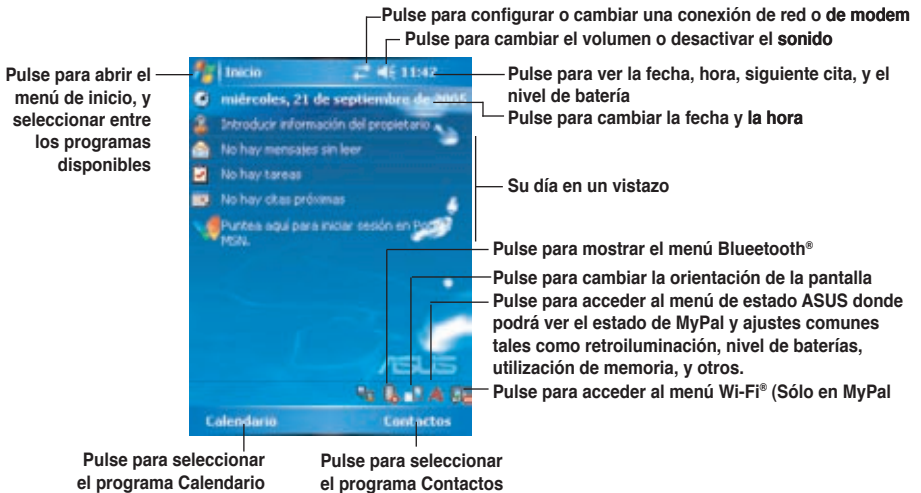 Pulse para configurar o cambiar una conexión de red o de modem
Pulse para cambiar el volumen o desactivar el sonido
Pulse para abrir el
menú de inicio, y
seleccionar entre
los programas
disponibles
Inicio
11:42
Pulse para ver la fecha, hora, siguiente cita, y el
nivel de batería
miércoles, 21 de septiembre de 2005
Pulse para cambiar la fecha y la hora
Introducir información del propietario
No hay mensajes sin leer
No hay tareas
No hay citas próximas
Puntea aquí para iniciar sesión en
MSN.
Su día en un vistazo
Pulse para mostrar el menú Blueetooth®
Pulse para cambiar la orientación de la pantalla
Pulse para acceder al menú de estado ASUS donde
podrá ver el estado de MyPal y ajustes comunes
tales como retroiluminación, nivel de baterías,
utilización de memoria, y otros.
Pulse para acceder al menú Wi-Fi® (Sólo en MyPal
ASUS
Calendario
Contactos
Pulse para seleccionar
el programa Calendario
Pulse para seleccionar
el programa Contactos